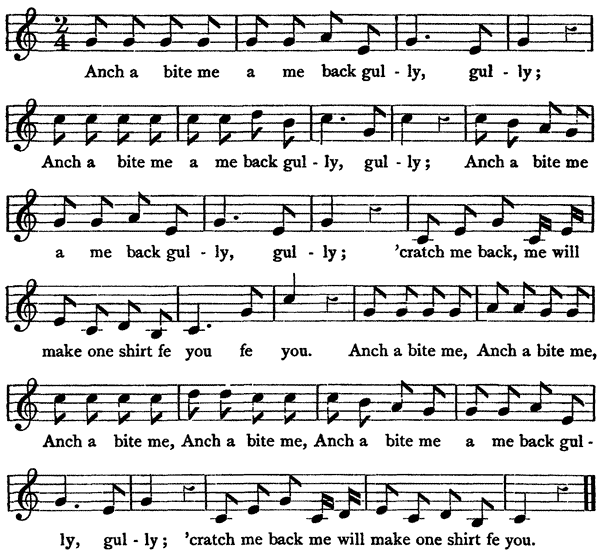 2 4
Anch a bite me a me back gul - ly, gul - ly ;
Anch a bite me a me back gul - ly, gul - ly ; Anch a bite me
a me back gul - ly, gul - ly ; 'cratch me back, me will
make one shirt fe you fe you. Anch a bite me, Anch a bite me,
Anch a bite me, Anch a bite me, Anch a bite me a me back gul -
ly, gul - ly ; 'cratch me back me will make one shirt fe you.